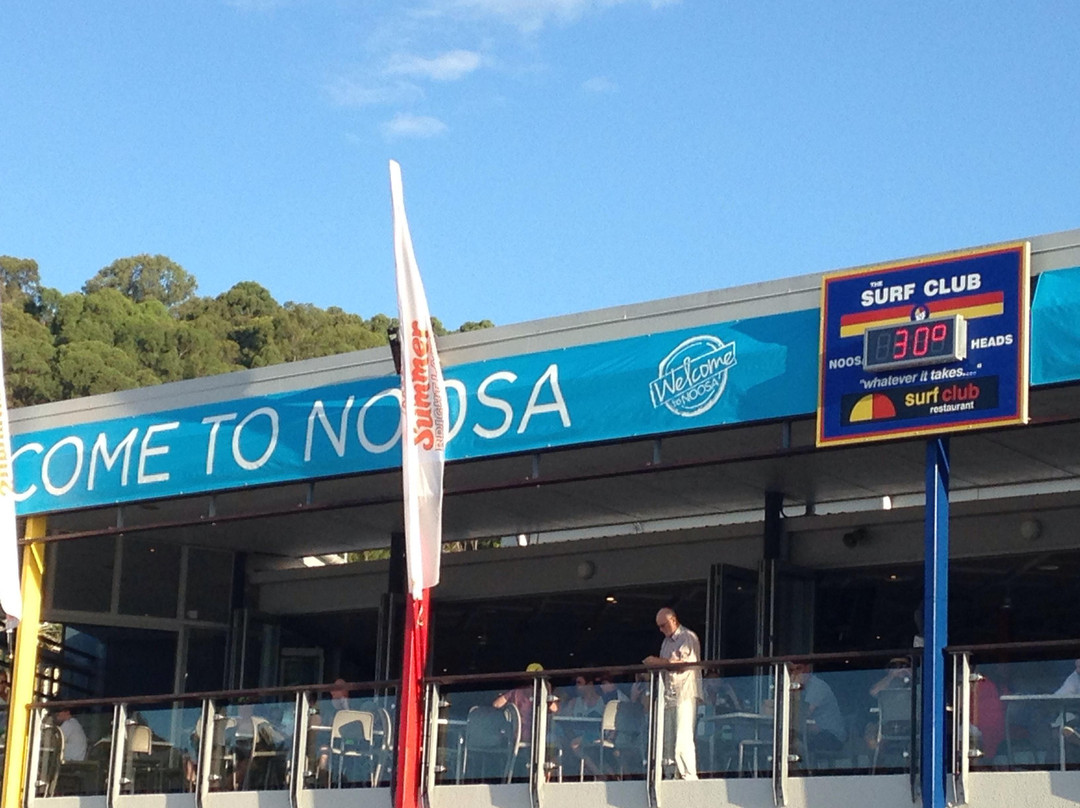 COME TO NOOSA
Summer
Welcome
to NOOSA
THE
SURF CLUB
30°
NOOSA HEADS
"whatever it takes...."
surf club
restaurant